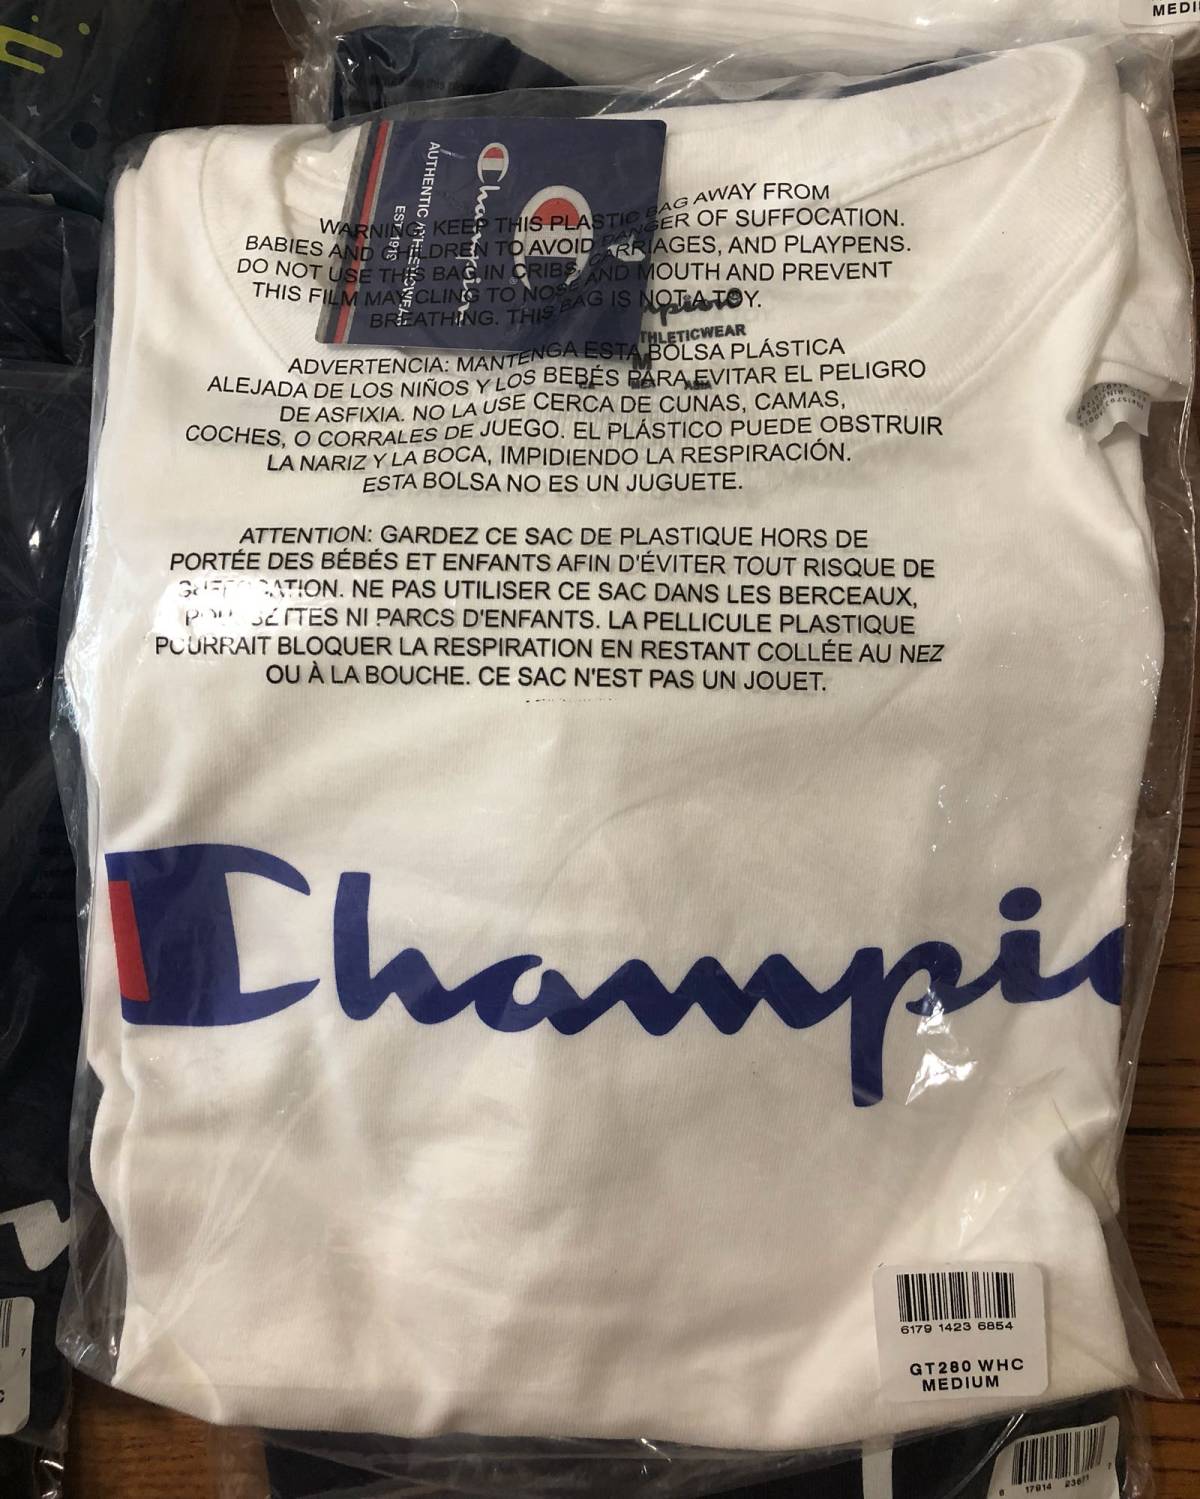 MEDI
Champion
AUTHENTIC ATHLETICWEAR
EST. 1919
WARNING: KEEP THIS PLASTIC BAG AWAY FROM
BABIES AND CHILDREN TO AVOID DANGER OF SUFFOCATION.
DO NOT USE THIS BAG IN CRIBS, CARRIAGES, AND PLAYPENS.
THIS FILM MAY CLING TO NOSE AND MOUTH AND PREVENT
BREATHING. THIS BAG IS NOT A TOY.
THLETICWEAR
M
ASIA
ADVERTENCIA: MANTENGA ESTA BOLSA PLÁSTICA
ALEJADA DE LOS NIÑOS Y LOS BEBÉS PARA EVITAR EL PELIGRO
DE ASFIXIA. NO LA USE CERCA DE CUNAS, CAMAS,
COCHES, O CORRALES DE JUEGO. EL PLÁSTICO PUEDE OBSTRUIR
LA NARIZ Y LA BOCA, IMPIDIENDO LA RESPIRACIÓN.
ESTA BOLSA NO ES UN JUGUETE.
ATTENTION: GARDEZ CE SAC DE PLASTIQUE HORS DE
PORTÉE DES BÉBÉS ET ENFANTS AFIN D'ÉVITER TOUT RISQUE DE
SUFFOCATION. NE PAS UTILISER CE SAC DANS LES BERCEAUX,
POUSSETTES NI PARCS D'ENFANTS. LA PELLICULE PLASTIQUE
POURRAIT BLOQUER LA RESPIRATION EN RESTANT COLLÉE AU NEZ
OU À LA BOUCHE. CE SAC N'EST PAS UN JOUET.
Champio
6179 1423 6854
GT280 WHC
MEDIUM